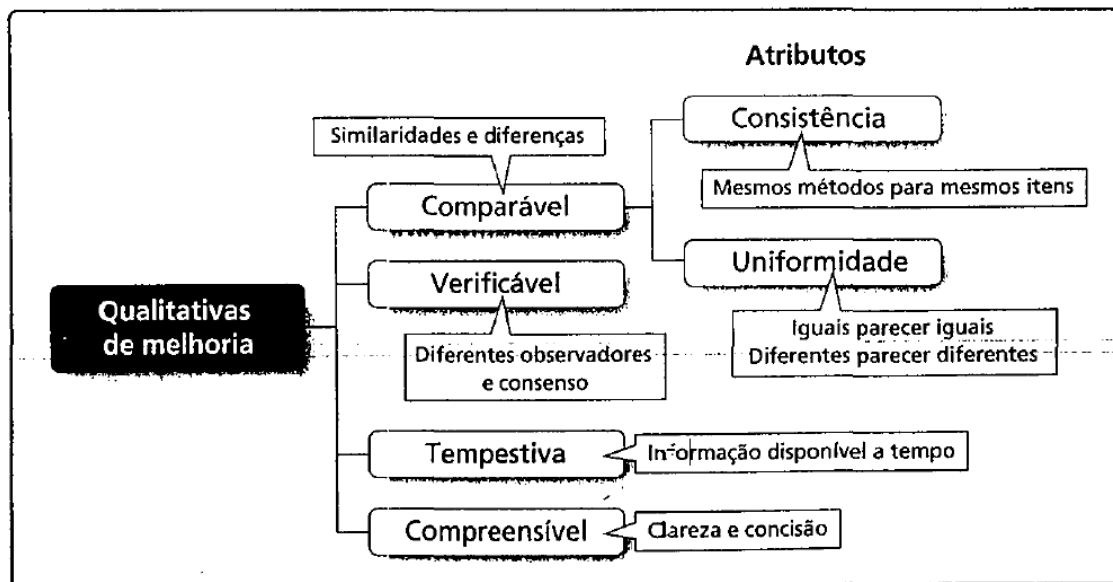 Atributos
Consistência
Similaridades e diferenças
Mesmos métodos para mesmos itens
Comparável
Uniformidade
Verificável
Qualitativas
de melhoria
Iguais parecer iguais
Diferentes parecer diferentes
Diferentes observadores
e consenso
Tempestiva
Informação disponível a tempo
Compreensível
Clareza e concisão